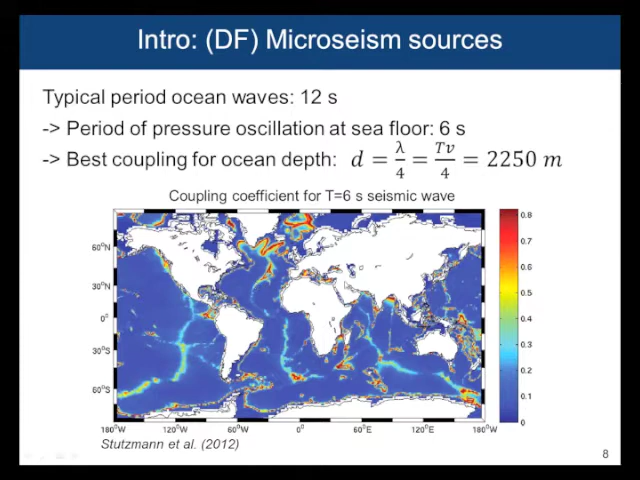 Intro: (DF) Microseism sources
Typical period ocean waves: 12 s
-> Period of pressure oscillation at sea floor: 6 s
-> Best coupling for ocean depth: d = λ/4 = Tv/4 = 2250 m
Coupling coefficient for T=6 s seismic wave
60°N
30°N
0°
30°S
60°S
180°W 120°W 60°W 0° 60°E 120°E 180°W
0.8
0.7
0.6
0.5
0.4
0.3
0.2
0.1
0
Stutzmann et al. (2012)
8